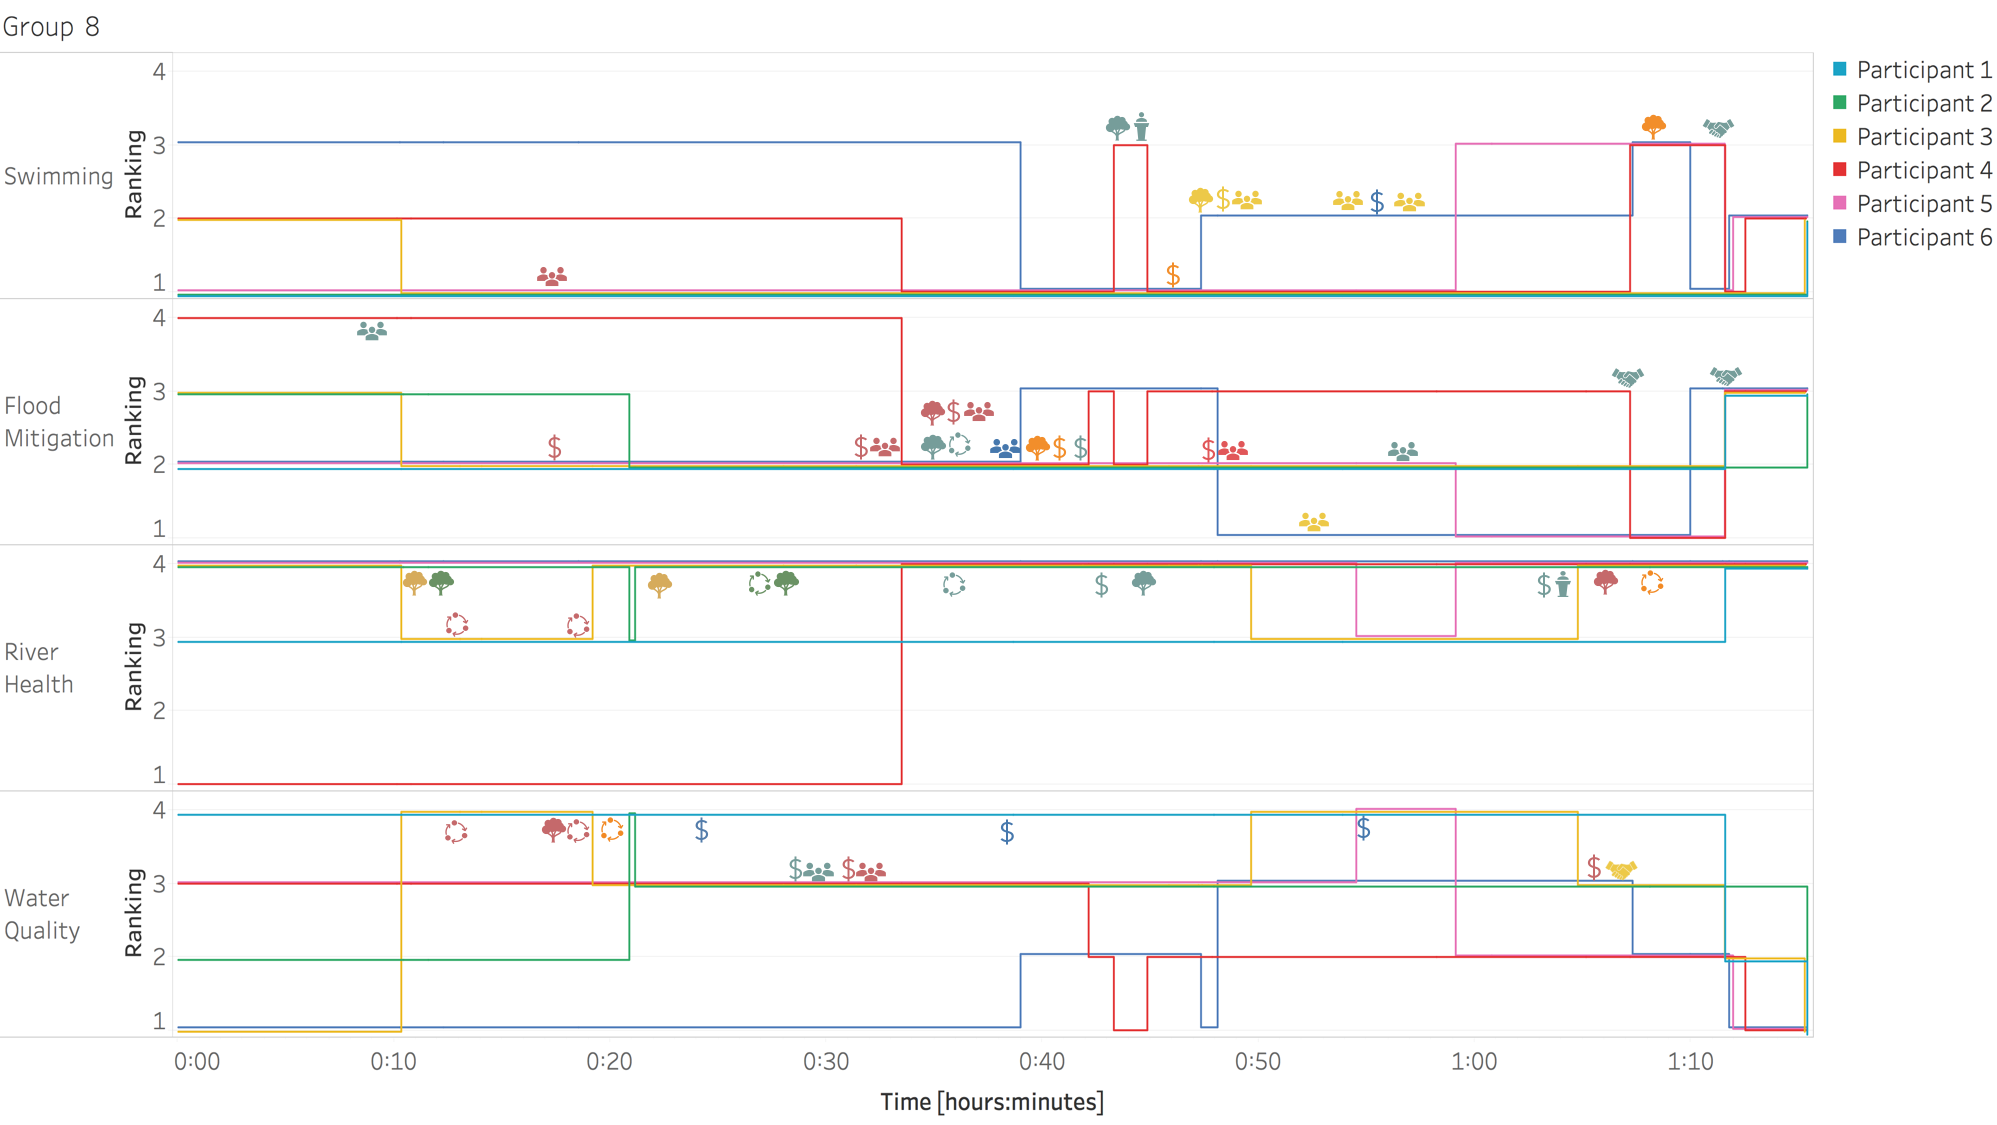 Group 8
Swimming
Ranking
4
3
2
1
Participant 1
Participant 2
Participant 3
Participant 4
Participant 5
Participant 6
$
$ $
Flood
Mitigation
Ranking
4
3
2
1
$
$ $ $ $
$
$
River
Health
Ranking
4
3
2
1
$ $
Water
Quality
Ranking
4
3
2
1
$ $ $
$ $ $
0:00 0:10 0:20 0:30 0:40 0:50 1:00 1:10
Time [hours:minutes]